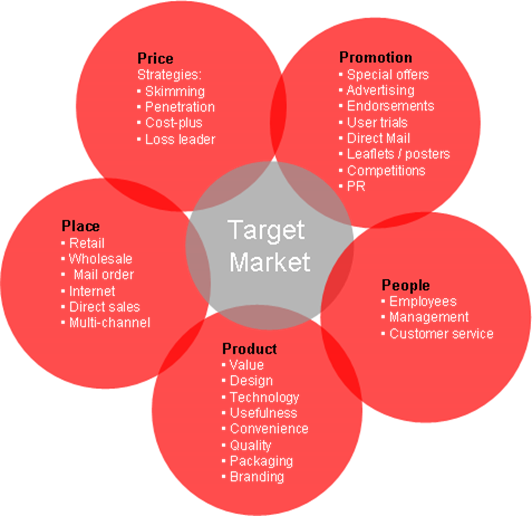 Price
Strategies:
▪ Skimming
▪ Penetration
▪ Cost-plus
▪ Loss leader
Promotion
▪ Special offers
▪ Advertising
▪ Endorsements
▪ User trials
▪ Direct Mail
▪ Leaflets / posters
▪ Competitions
▪ PR
Place
▪ Retail
▪ Wholesale
▪ Mail order
▪ Internet
▪ Direct sales
▪ Multi-channel
Target
Market
People
▪ Employees
▪ Management
▪ Customer service
Product
▪ Value
▪ Design
▪ Technology
▪ Usefulness
▪ Convenience
▪ Quality
▪ Packaging
▪ Branding